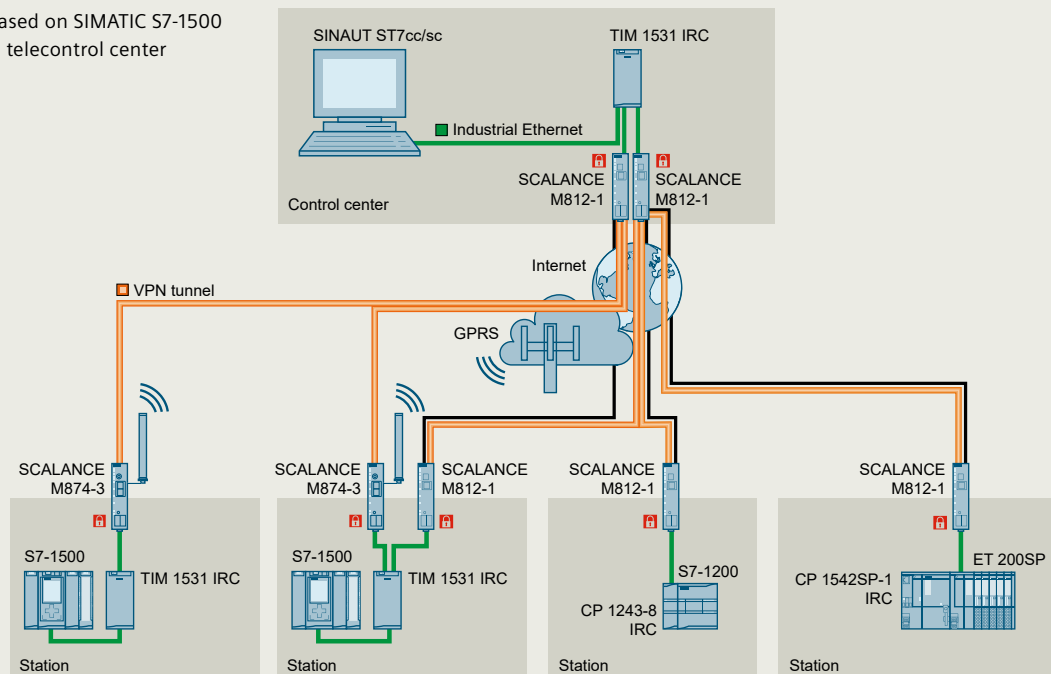 ased on SIMATIC S7-1500
telecontrol center
SINAUT ST7cc/sc
TIM 1531 IRC
Industrial Ethernet
SCALANCE
M812-1
SCALANCE
M812-1
Control center
Internet
VPN tunnel
GPRS
SCALANCE
M874-3
SCALANCE
M874-3
SCALANCE
M812-1
SCALANCE
M812-1
SCALANCE
M812-1
S7-1500
TIM 1531 IRC
Station
S7-1500
TIM 1531 IRC
Station
S7-1200
CP 1243-8
IRC
Station
ET 200SP
CP 1542SP-1
IRC
Station